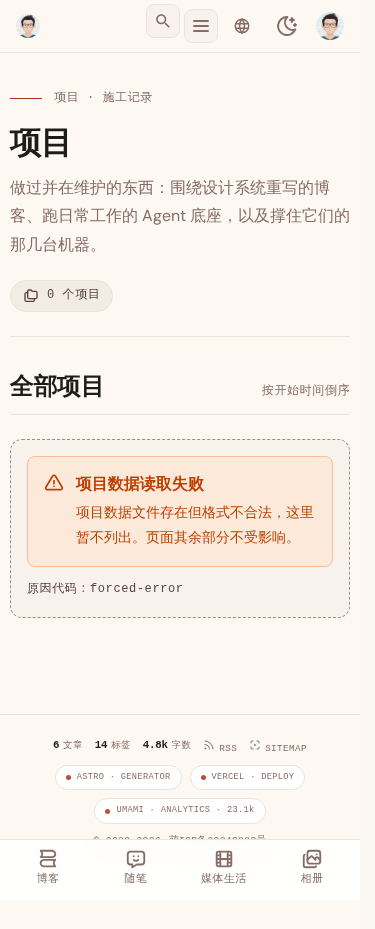 项目 · 施工记录
项目
做过并在维护的东西：围绕设计系统重写的博
客、跑日常工作的 Agent 底座，以及撑住它们的
那几台机器。
0 个项目
全部项目
按开始时间倒序
项目数据读取失败
项目数据文件存在但格式不合法，这里
暂不列出。页面其余部分不受影响。
原因代码：forced-error
6 文章 14 标签 4.8k 字数 RSS SITEMAP
ASTRO · GENERATOR
VERCEL · DEPLOY
UMAMI · ANALYTICS · 23.1k
博客
随笔
媒体生活
相册